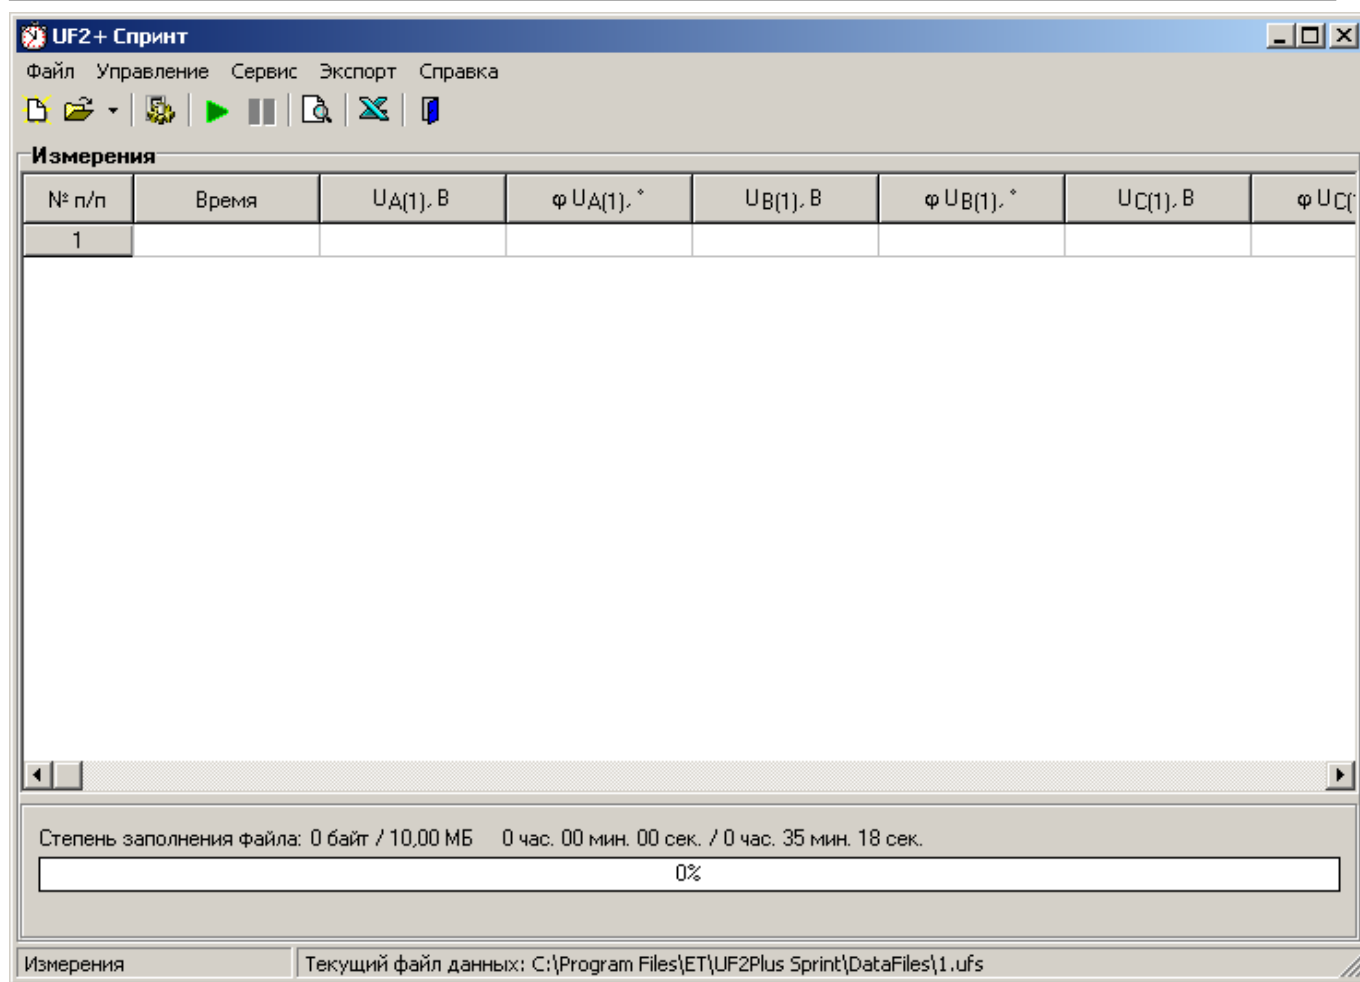 UF2+ Спринт
Файл Управление Сервис Экспорт Справка
Измерения
№ п/п Время UA(1), В φ UA(1), ° UB(1), В φ UB(1), ° UC(1), В φ UC(
1
Степень заполнения файла: 0 байт / 10,00 МБ 0 час. 00 мин. 00 сек. / 0 час. 35 мин. 18 сек.
0%
Измерения Текущий файл данных: C:\Program Files\ET\UF2Plus Sprint\DataFiles\1.ufs